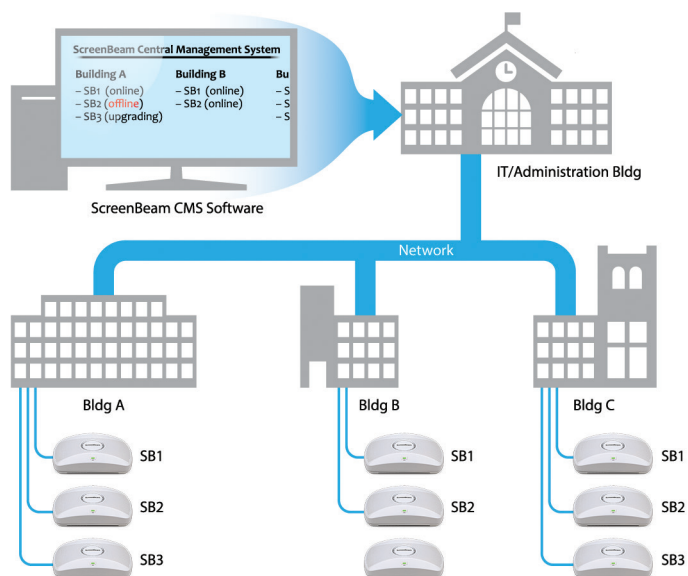 ScreenBeam Central Management System
Building A
– SB1 (online)
– SB2 (offline)
– SB3 (upgrading)
Building B
– SB1 (online)
– SB2 (online)
Bu
– S
– S
– S
ScreenBeam CMS Software
IT/Administration Bldg
Network
Bldg A
Bldg B
Bldg C
SB1
SB2
SB3
SB1
SB2
SB1
SB2
SB3